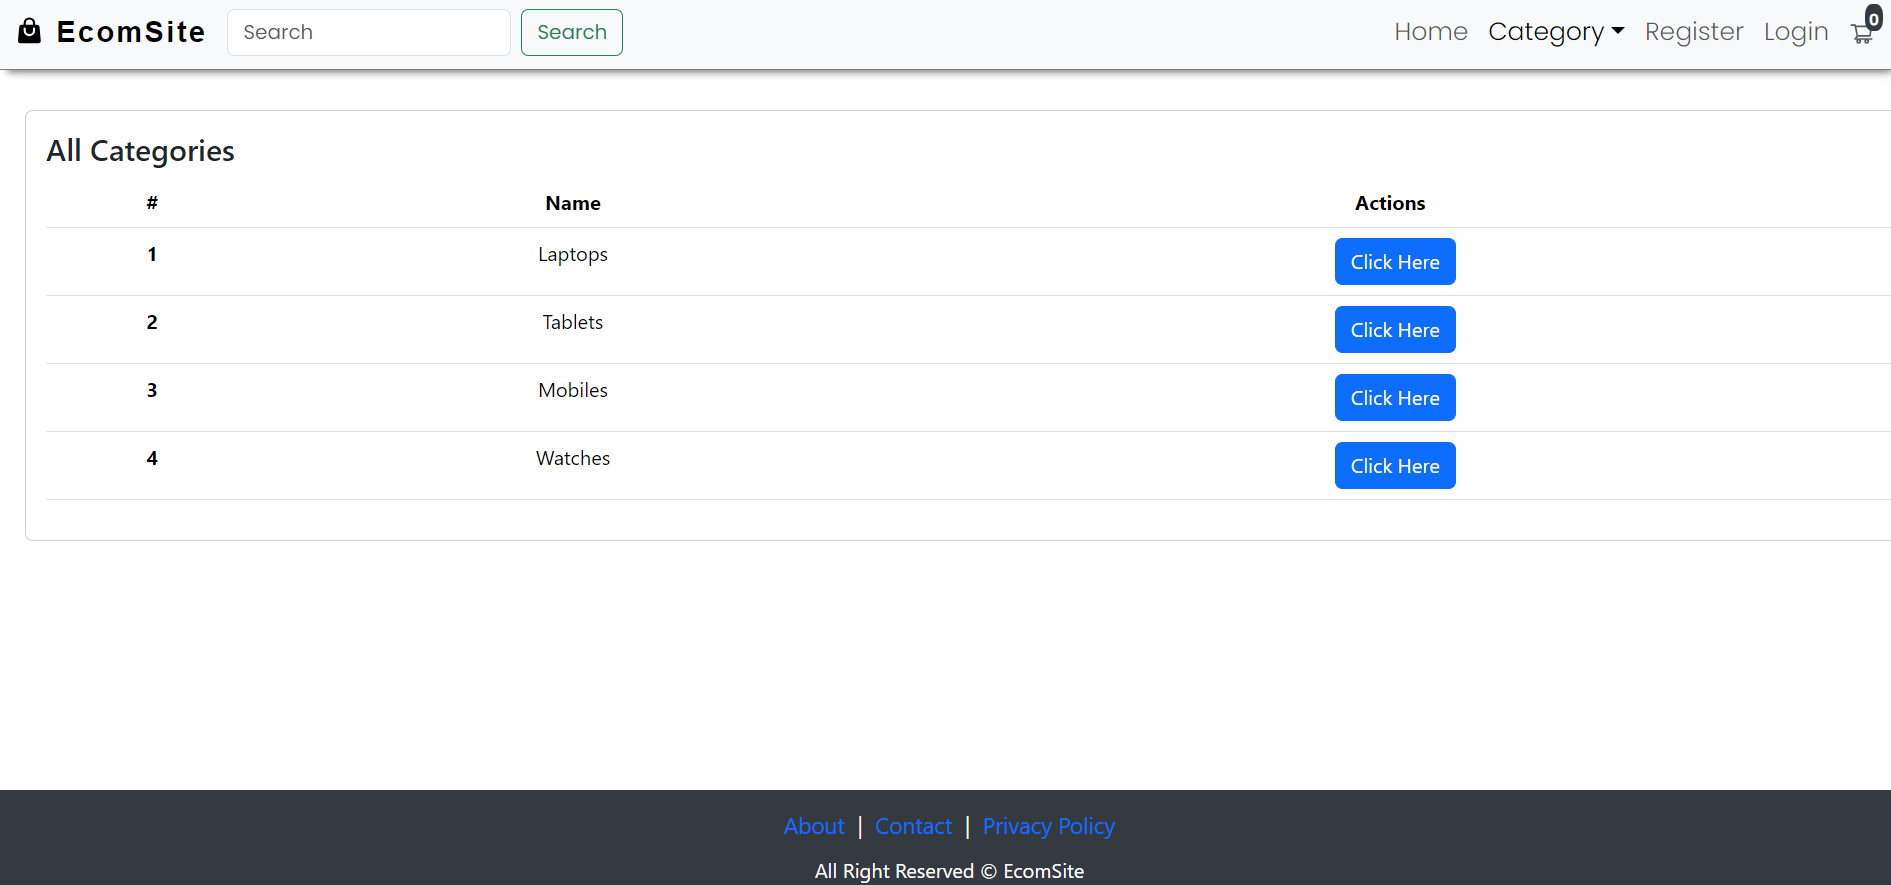 EcomSite Search Search Home Category Register Login 0
All Categories
# Name Actions
1 Laptops Click Here
2 Tablets Click Here
3 Mobiles Click Here
4 Watches Click Here
About | Contact | Privacy Policy
All Right Reserved © EcomSite